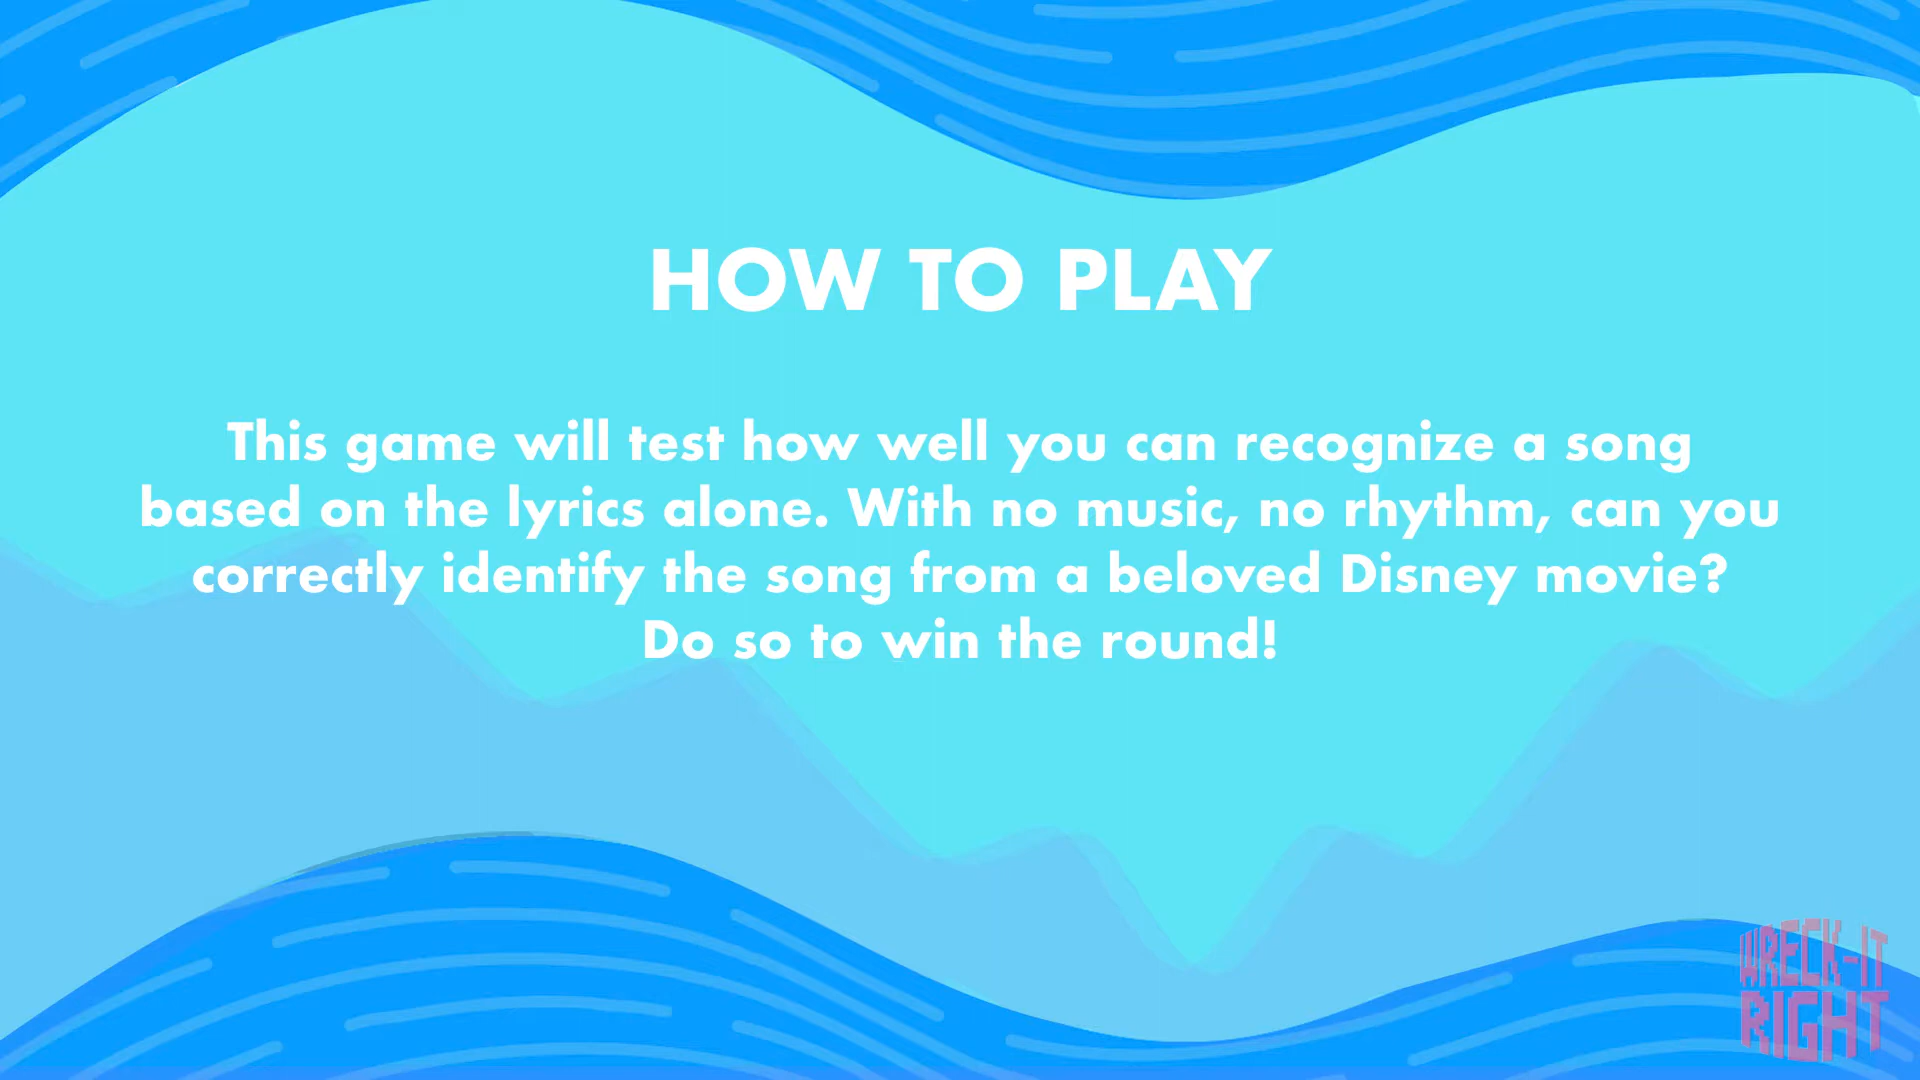 HOW TO PLAY
This game will test how well you can recognize a song
based on the lyrics alone. With no music, no rhythm, can you
correctly identify the song from a beloved Disney movie?
Do so to win the round!
WRECK-IT
RIGHT